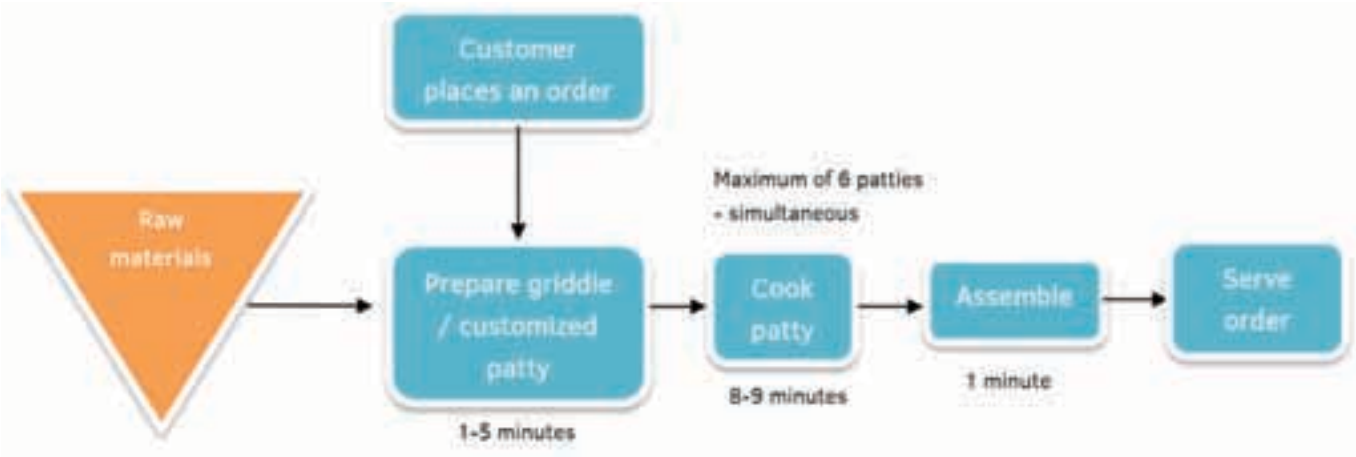 Customer
places an order
Maximum of 6 patties
- simultaneous
Raw
materials
Prepare griddle
/ customized
patty
Cook
patty
Assemble
Serve
order
1-5 minutes
8-9 minutes
1 minute